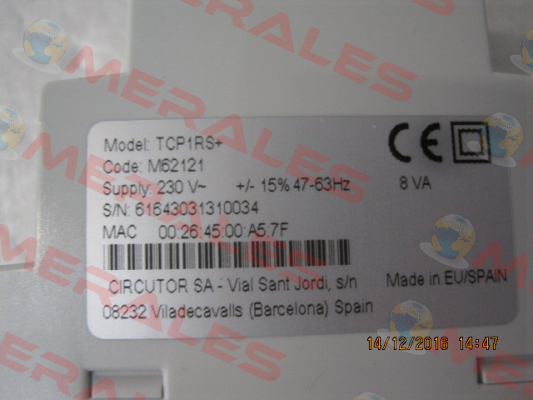 MERALES
Model: TCP1RS+
Code: M62121
Supply: 230 V~ +/- 15% 47-63Hz 8 VA
S/N: 61643031310034
MAC 00:26:45:00:A5:7F
CIRCUTOR SA - Vial Sant Jordi, s/n Made in EU/SPAIN
08232 Viladecavalls (Barcelona) Spain
14/12/2016 14:47
MERALES
MERALES